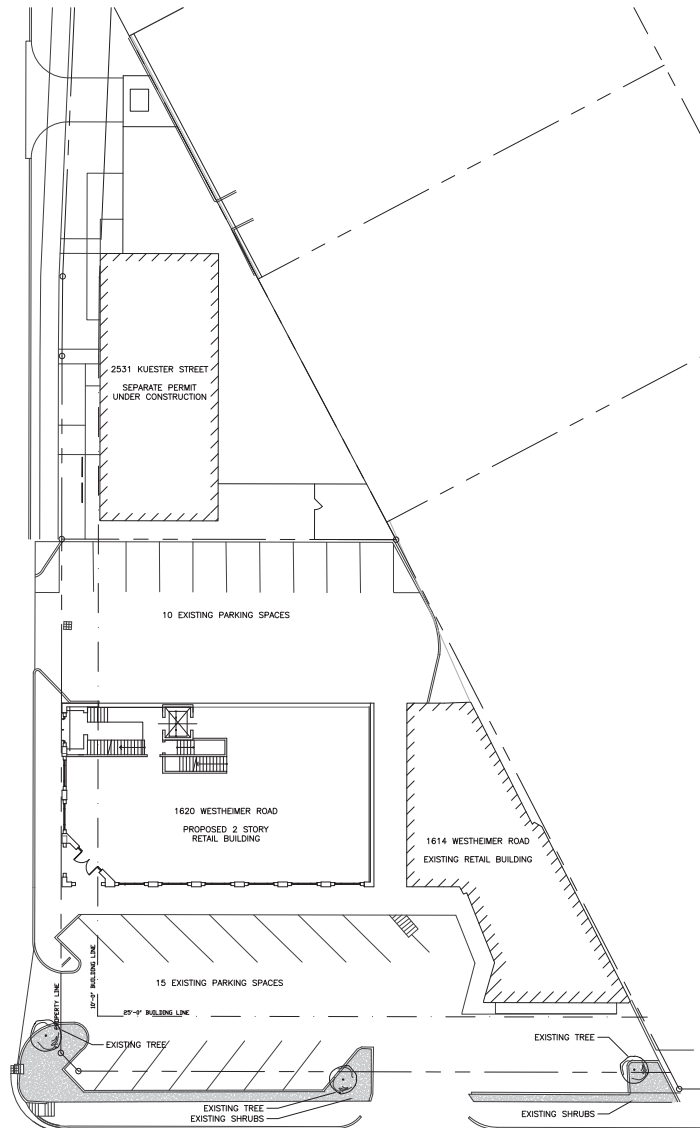 2531 KUESTER STREET
SEPARATE PERMIT
UNDER CONSTRUCTION
10 EXISTING PARKING SPACES
1620 WESTHEIMER ROAD
PROPOSED 2 STORY
RETAIL BUILDING
1614 WESTHEIMER ROAD
EXISTING RETAIL BUILDING
15 EXISTING PARKING SPACES
10'-0" BUILDING LINE
PROPERTY LINE
25'-0" BUILDING LINE
EXISTING TREE
EXISTING TREE
EXISTING TREE
EXISTING SHRUBS
EXISTING SHRUBS